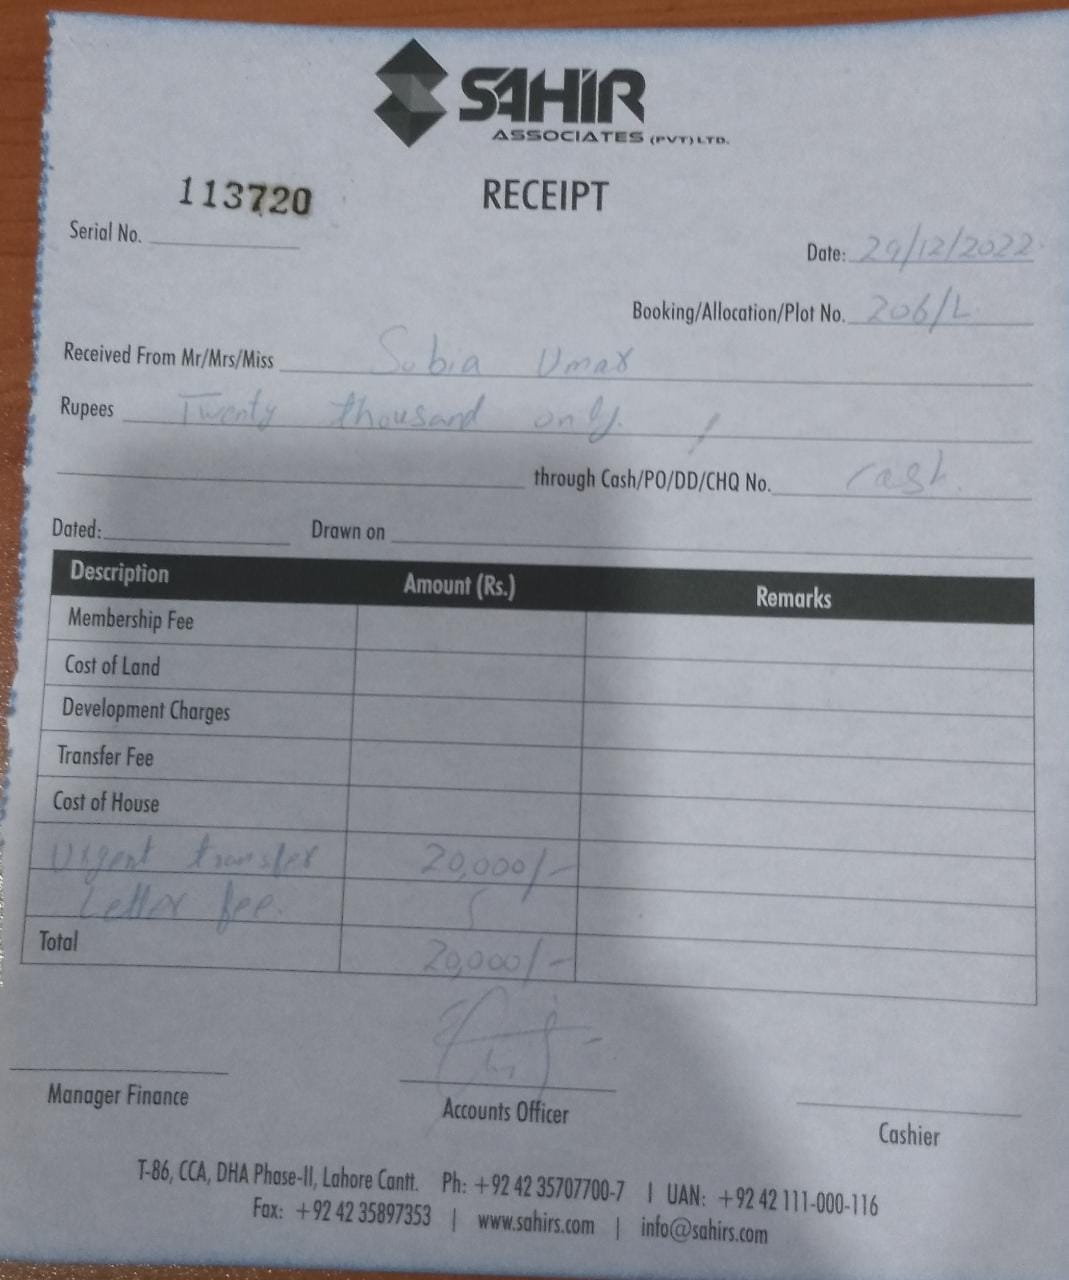 SAHIR
ASSOCIATES (PVT) LTD.
113720
RECEIPT
Serial No.
Date: 29/12/2022
Booking/Allocation/Plot No. 206/L
Received From Mr/Mrs/Miss Sobia Umar
Rupees Twenty thousand only.
through Cash/PO/DD/CHQ No. Cash.
Dated: Drawn on
Description Amount (Rs.) Remarks
Membership Fee
Cost of Land
Development Charges
Transfer Fee
Cost of House
Urgent transfer 20,000/-
Letter fee.
Total 20,000/-
Manager Finance
Accounts Officer
Cashier
T-86, CCA, DHA Phase-II, Lahore Cantt. Ph: +92 42 35707700-7 | UAN: +92 42 111-000-116
Fax: +92 42 35897353 | www.sahirs.com | info@sahirs.com